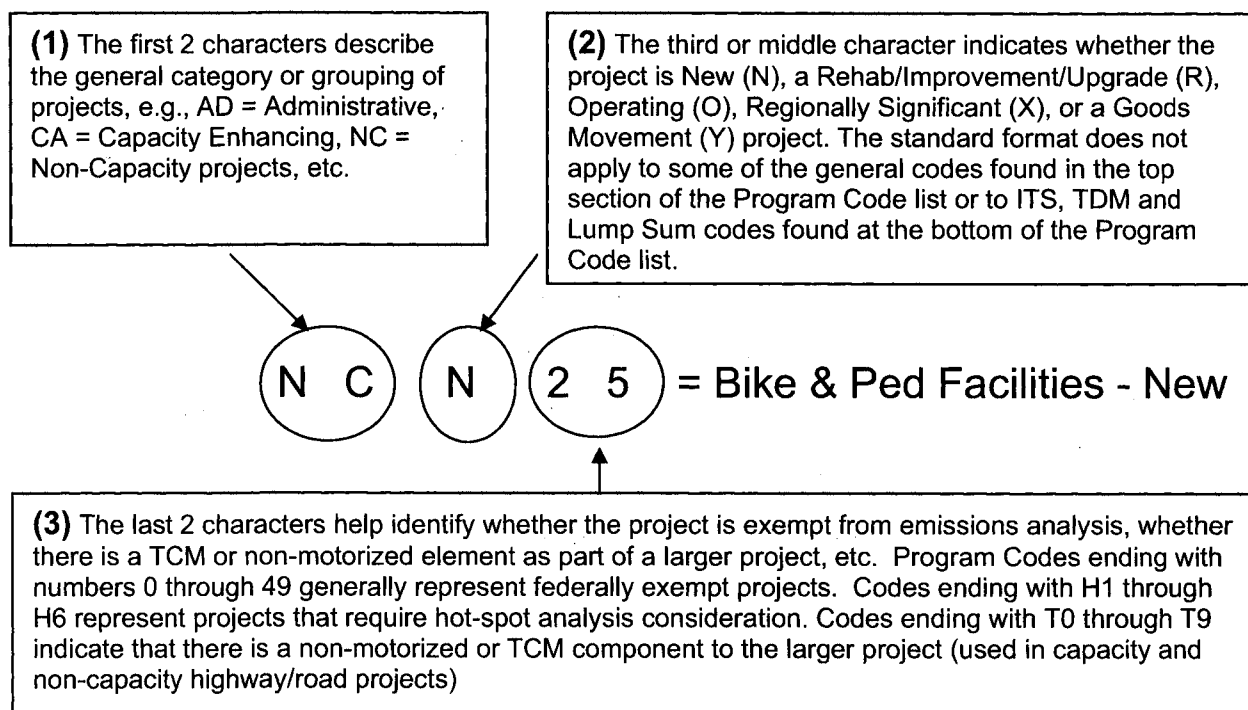 (1) The first 2 characters describe
the general category or grouping of
projects, e.g., AD = Administrative,
CA = Capacity Enhancing, NC =
Non-Capacity projects, etc.
(2) The third or middle character indicates whether the
project is New (N), a Rehab/Improvement/Upgrade (R),
Operating (O), Regionally Significant (X), or a Goods
Movement (Y) project. The standard format does not
apply to some of the general codes found in the top
section of the Program Code list or to ITS, TDM and
Lump Sum codes found at the bottom of the Program
Code list.
N C N 2 5 = Bike & Ped Facilities - New
(3) The last 2 characters help identify whether the project is exempt from emissions analysis, whether
there is a TCM or non-motorized element as part of a larger project, etc. Program Codes ending with
numbers 0 through 49 generally represent federally exempt projects. Codes ending with H1 through
H6 represent projects that require hot-spot analysis consideration. Codes ending with T0 through T9
indicate that there is a non-motorized or TCM component to the larger project (used in capacity and
non-capacity highway/road projects)